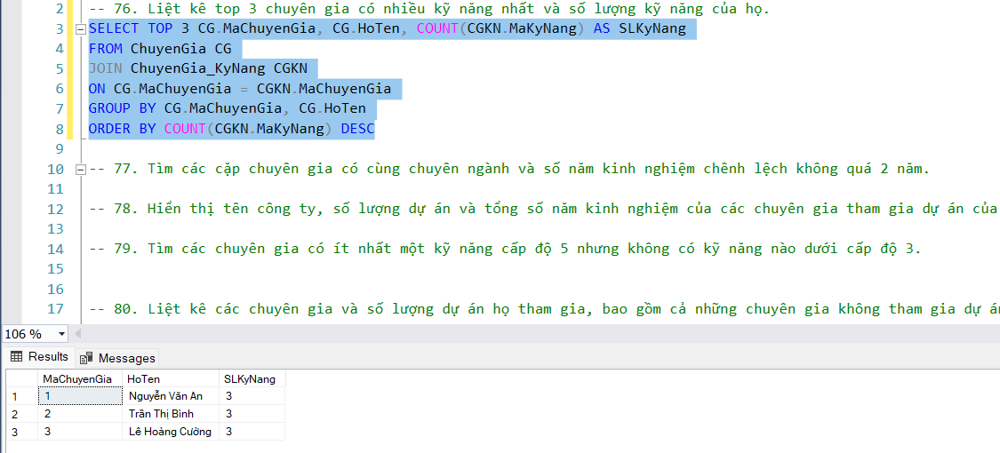 2 -- 76. Liệt kê top 3 chuyên gia có nhiều kỹ năng nhất và số lượng kỹ năng của họ.
3 SELECT TOP 3 CG.MaChuyenGia, CG.HoTen, COUNT(CGKN.MaKyNang) AS SLKyNang
4 FROM ChuyenGia CG
5 JOIN ChuyenGia_KyNang CGKN
6 ON CG.MaChuyenGia = CGKN.MaChuyenGia
7 GROUP BY CG.MaChuyenGia, CG.HoTen
8 ORDER BY COUNT(CGKN.MaKyNang) DESC
9
10 -- 77. Tìm các cặp chuyên gia có cùng chuyên ngành và số năm kinh nghiệm chênh lệch không quá 2 năm.
11
12 -- 78. Hiển thị tên công ty, số lượng dự án và tổng số năm kinh nghiệm của các chuyên gia tham gia dự án của
13
14 -- 79. Tìm các chuyên gia có ít nhất một kỹ năng cấp độ 5 nhưng không có kỹ năng nào dưới cấp độ 3.
15
16
17 -- 80. Liệt kê các chuyên gia và số lượng dự án họ tham gia, bao gồm cả những chuyên gia không tham gia dự án
106 %
Results Messages
MaChuyenGia HoTen SLKyNang
1 1 Nguyễn Văn An 3
2 2 Trần Thị Bình 3
3 3 Lê Hoàng Cường 3